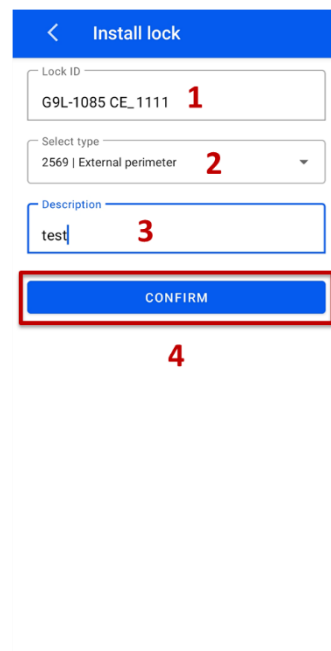 Install lock
Lock ID
G9L-1085 CE_1111 1
Select type
2569 | External perimeter 2
Description
test 3
CONFIRM
4